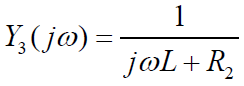 Y₃(jω) = 1 / (jωL + R₂)